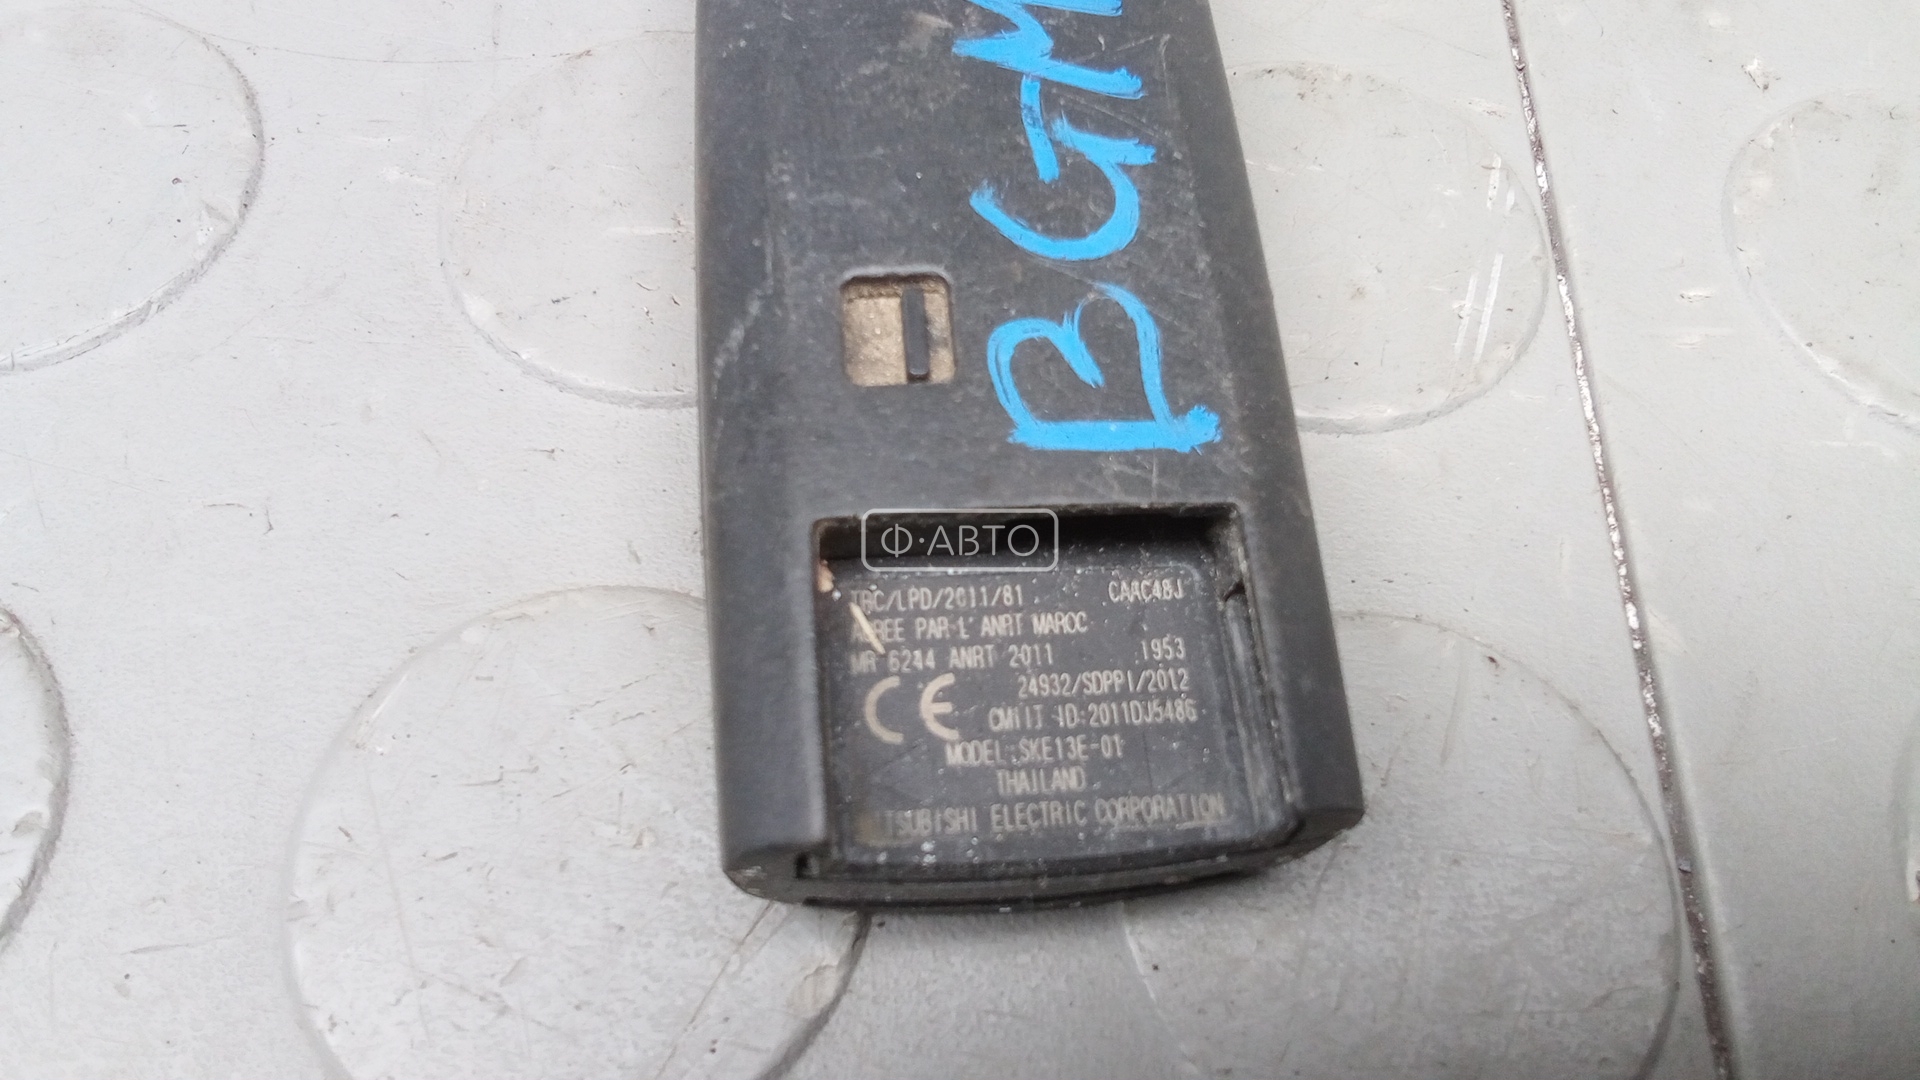 BGM
Ф·АВТО
TRC/LPD/2011/81 CAAC48J
AGREE PAR L'ANRT MAROC
MR 6244 ANRT 2011 1953
24932/SDPPI/2012
CE CMIIT ID:2011DJ5486
MODEL:SKE13E-01
THAILAND
MITSUBISHI ELECTRIC CORPORATION